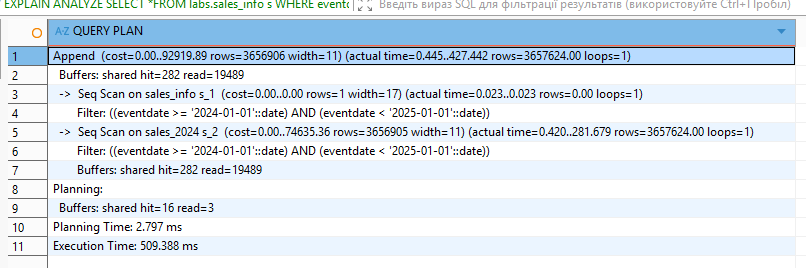 EXPLAIN ANALYZE SELECT *FROM labs.sales_info s WHERE eventd
Введіть вираз SQL для фільтрації результатів (використовуйте Ctrl+Пробіл)
A-Z QUERY PLAN
1 Append (cost=0.00..92919.89 rows=3656906 width=11) (actual time=0.445..427.442 rows=3657624.00 loops=1)
2 Buffers: shared hit=282 read=19489
3 -> Seq Scan on sales_info s_1 (cost=0.00..0.00 rows=1 width=17) (actual time=0.023..0.023 rows=0.00 loops=1)
4 Filter: ((eventdate >= '2024-01-01'::date) AND (eventdate < '2025-01-01'::date))
5 -> Seq Scan on sales_2024 s_2 (cost=0.00..74635.36 rows=3656905 width=11) (actual time=0.420..281.679 rows=3657624.00 loops=1)
6 Filter: ((eventdate >= '2024-01-01'::date) AND (eventdate < '2025-01-01'::date))
7 Buffers: shared hit=282 read=19489
8 Planning:
9 Buffers: shared hit=16 read=3
10 Planning Time: 2.797 ms
11 Execution Time: 509.388 ms